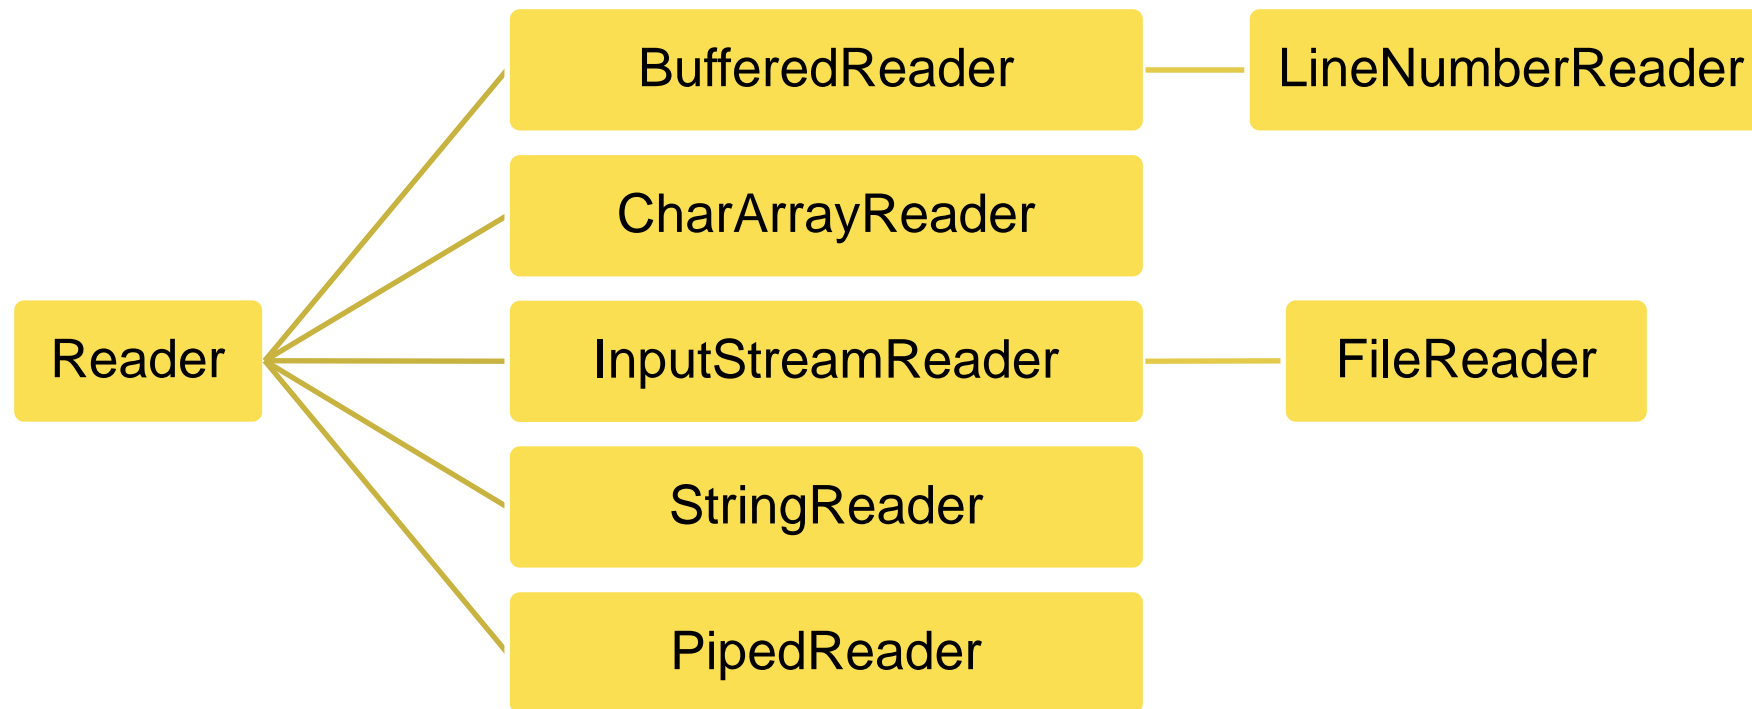 Reader
BufferedReader
LineNumberReader
CharArrayReader
InputStreamReader
FileReader
StringReader
PipedReader